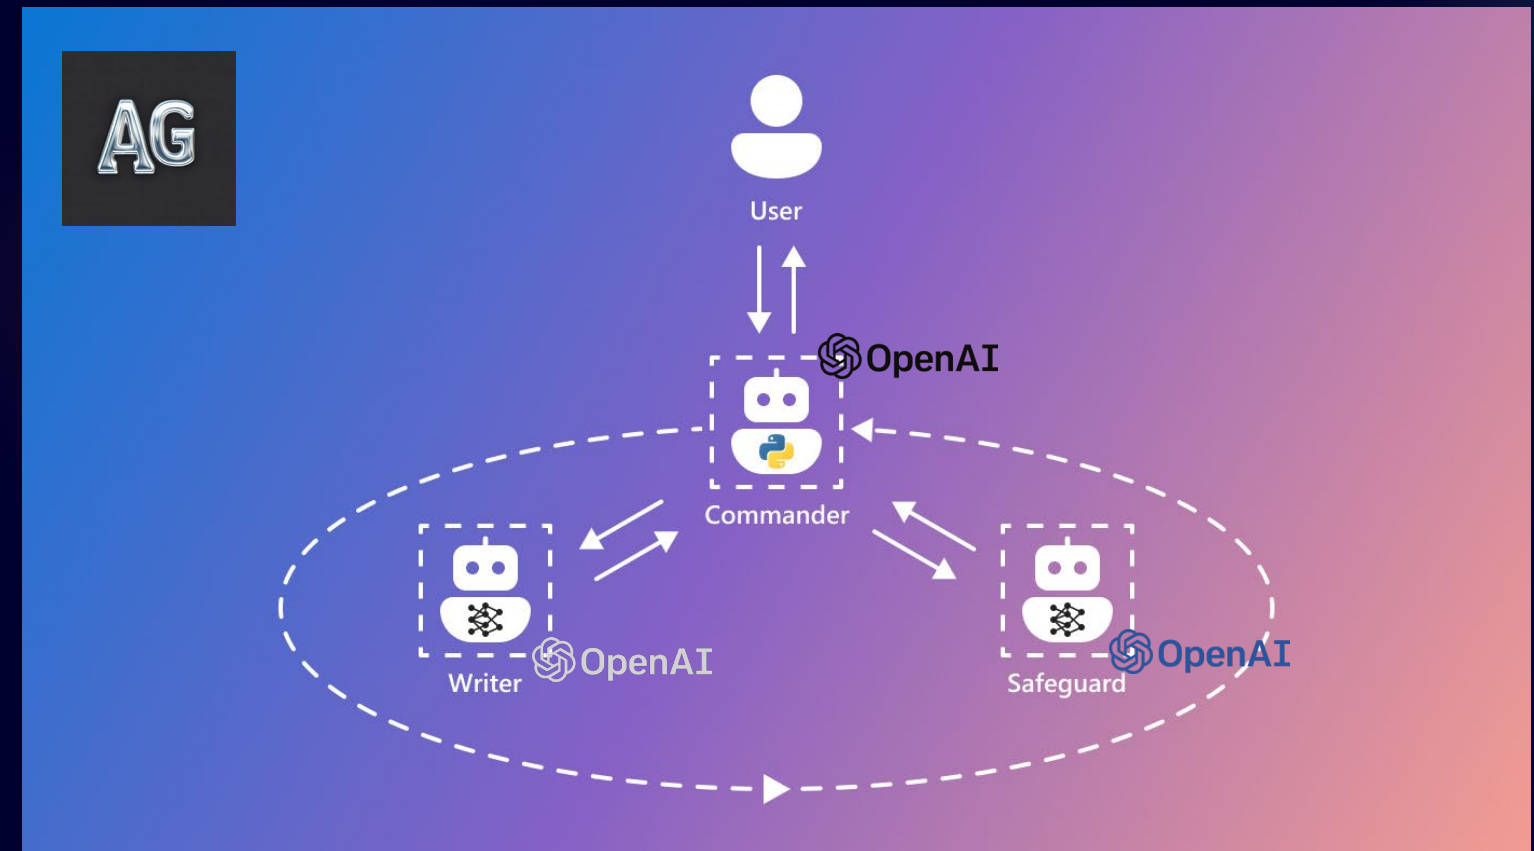 AG
User
OpenAI
Commander
OpenAI
Writer
OpenAI
Safeguard